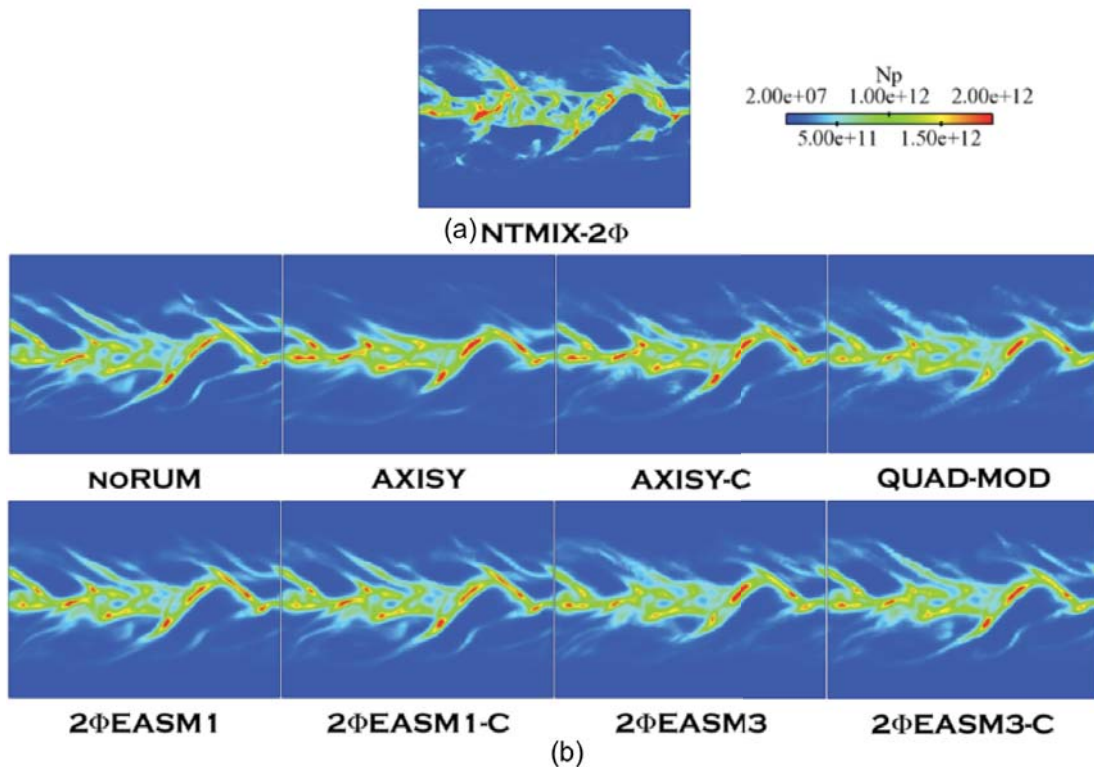 Np
2.00e+07 1.00e+12 2.00e+12
5.00e+11 1.50e+12
(a) NTMIX-2Φ
NORUM AXISY AXISY-C QUAD-MOD
2ΦEASM1 2ΦEASM1-C 2ΦEASM3 2ΦEASM3-C
(b)